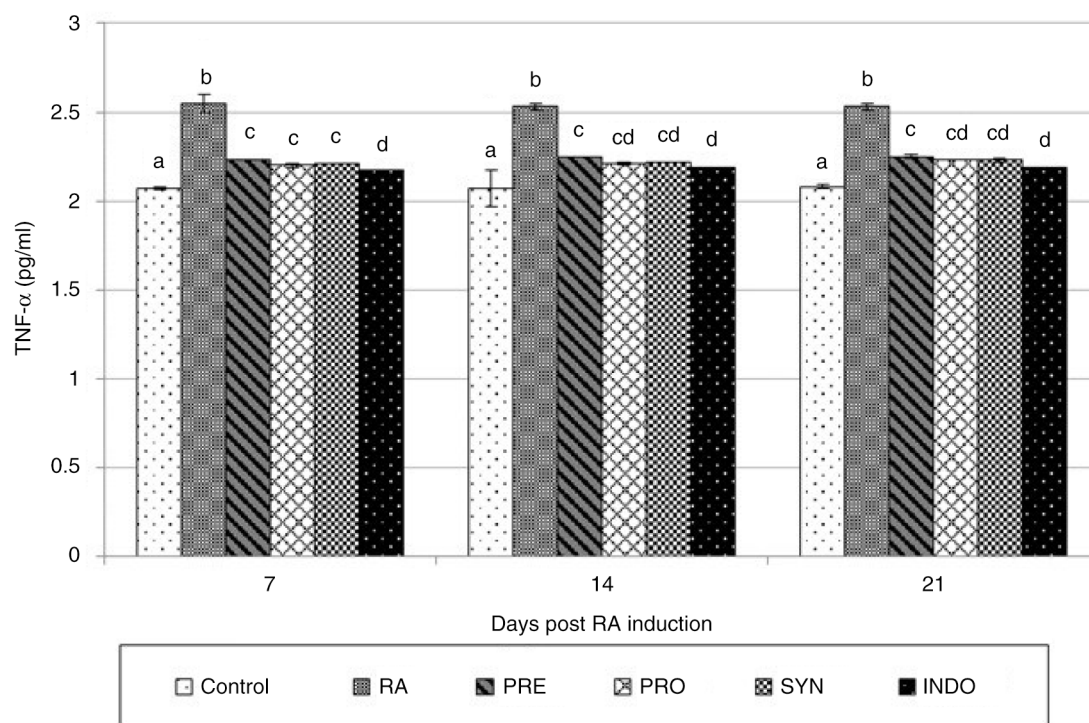 3
2.5
2
1.5
1
0.5
0
TNF-α (pg/ml)
a b c c c d
a b c cd cd d
a b c cd cd d
7 14 21
Days post RA induction
Control RA PRE PRO SYN INDO